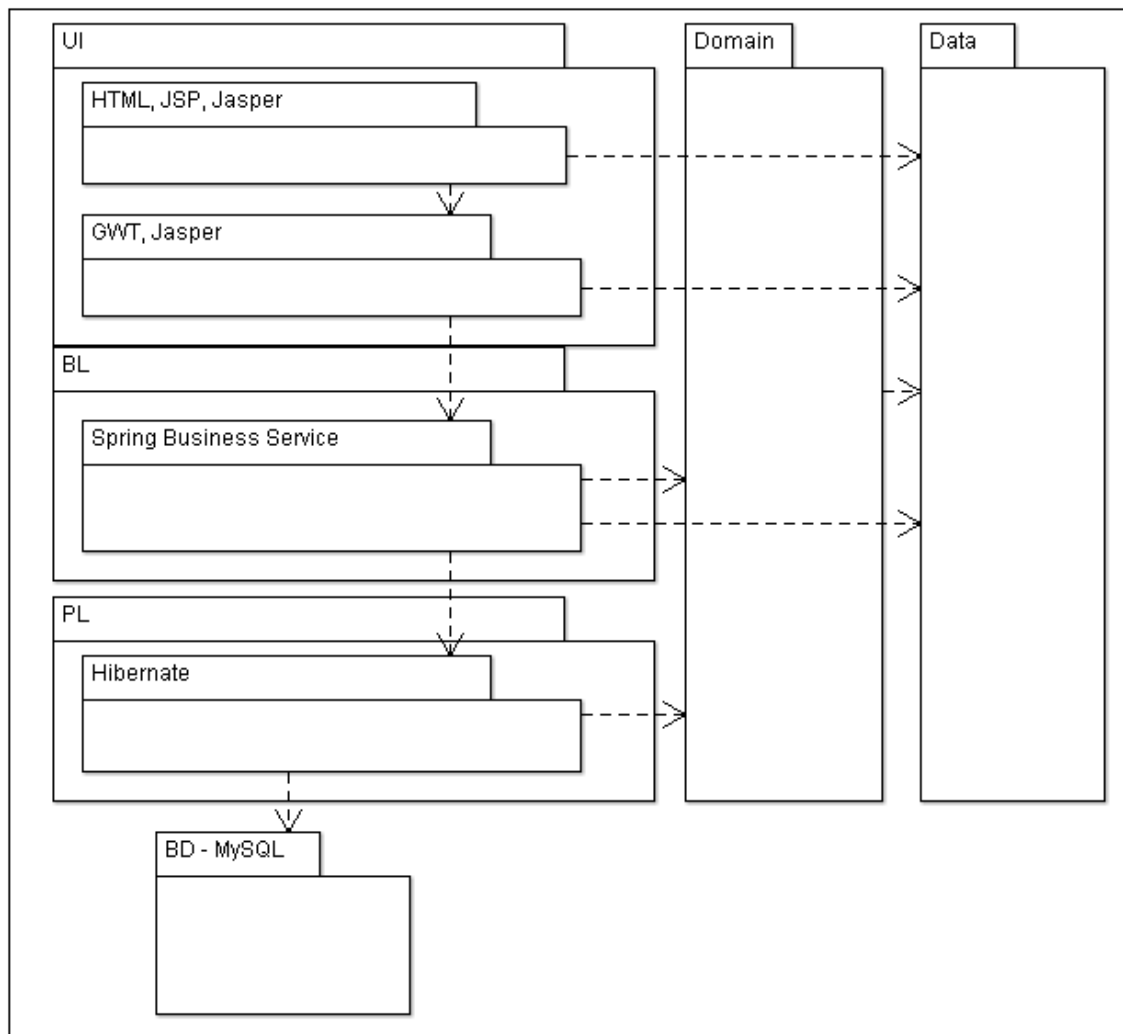 UI
Domain
Data
HTML, JSP, Jasper
GWT, Jasper
BL
Spring Business Service
PL
Hibernate
BD - MySQL